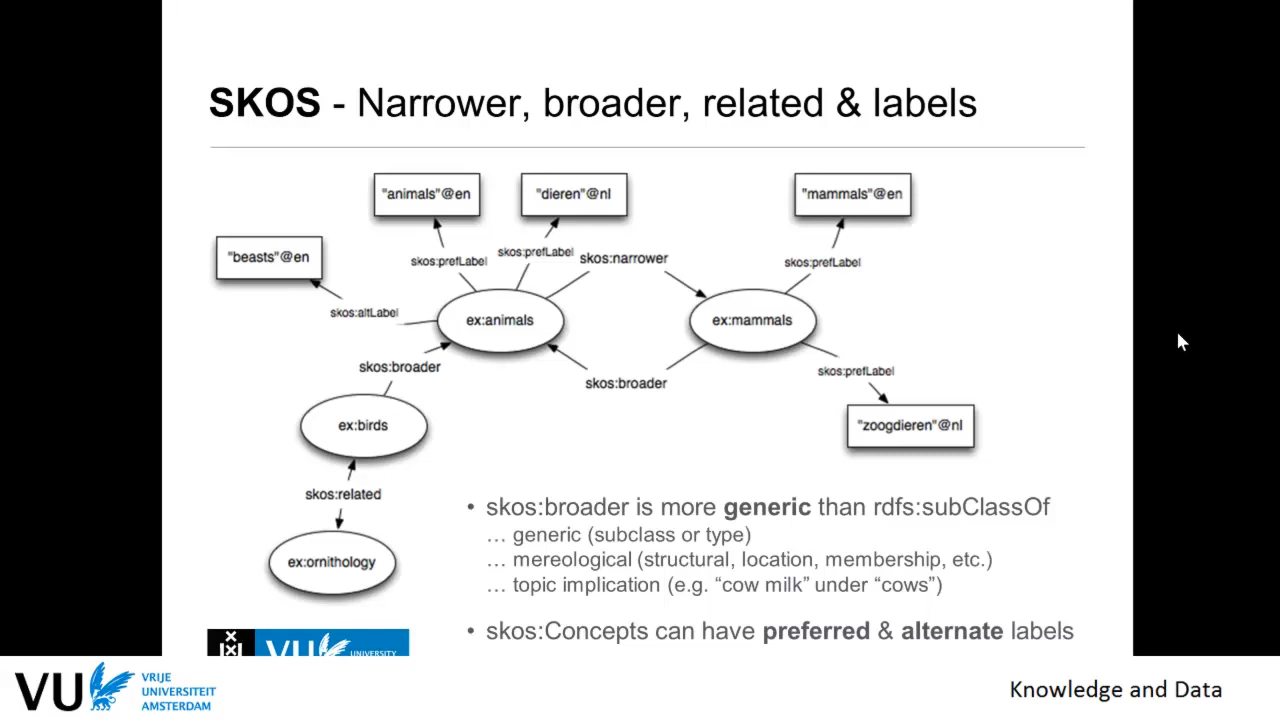 SKOS - Narrower, broader, related & labels
"animals"@en
"dieren"@nl
"mammals"@en
"beasts"@en
skos:prefLabel
skos:prefLabel
skos:narrower
skos:prefLabel
skos:altLabel
ex:animals
ex:mammals
skos:broader
skos:broader
skos:prefLabel
ex:birds
"zoogdieren"@nl
skos:related
ex:ornithology
• skos:broader is more generic than rdfs:subClassOf
… generic (subclass or type)
… mereological (structural, location, membership, etc.)
… topic implication (e.g. “cow milk” under “cows”)
• skos:Concepts can have preferred & alternate labels
VU UNIVERSITY
VU VRIJE
UNIVERSITEIT
AMSTERDAM
Knowledge and Data